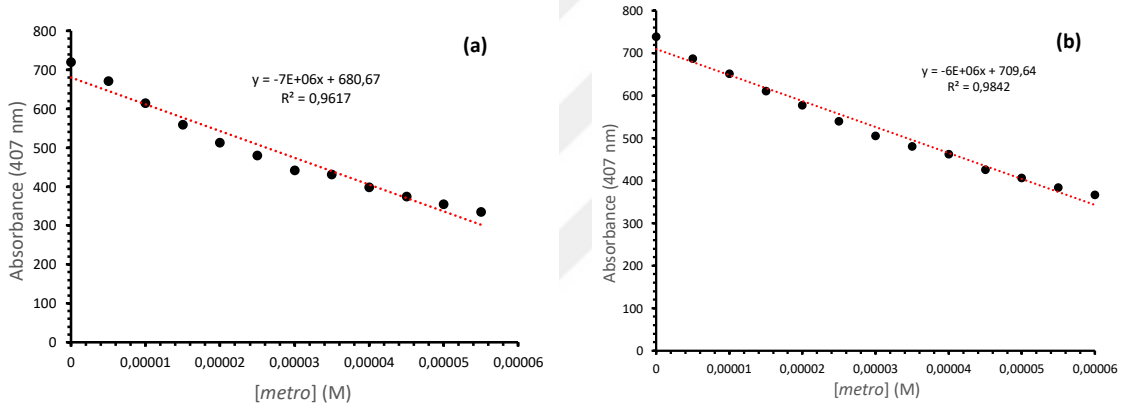 (a)
y = -7E+06x + 680,67
R² = 0,9617
Absorbance (407 nm)
800
700
600
500
400
300
200
100
0
0 0,00001 0,00002 0,00003 0,00004 0,00005 0,00006
[metro] (M)
(b)
y = -6E+06x + 709,64
R² = 0,9842
Absorbance (407 nm)
800
700
600
500
400
300
200
100
0
0 0,00001 0,00002 0,00003 0,00004 0,00005 0,00006
[metro] (M)